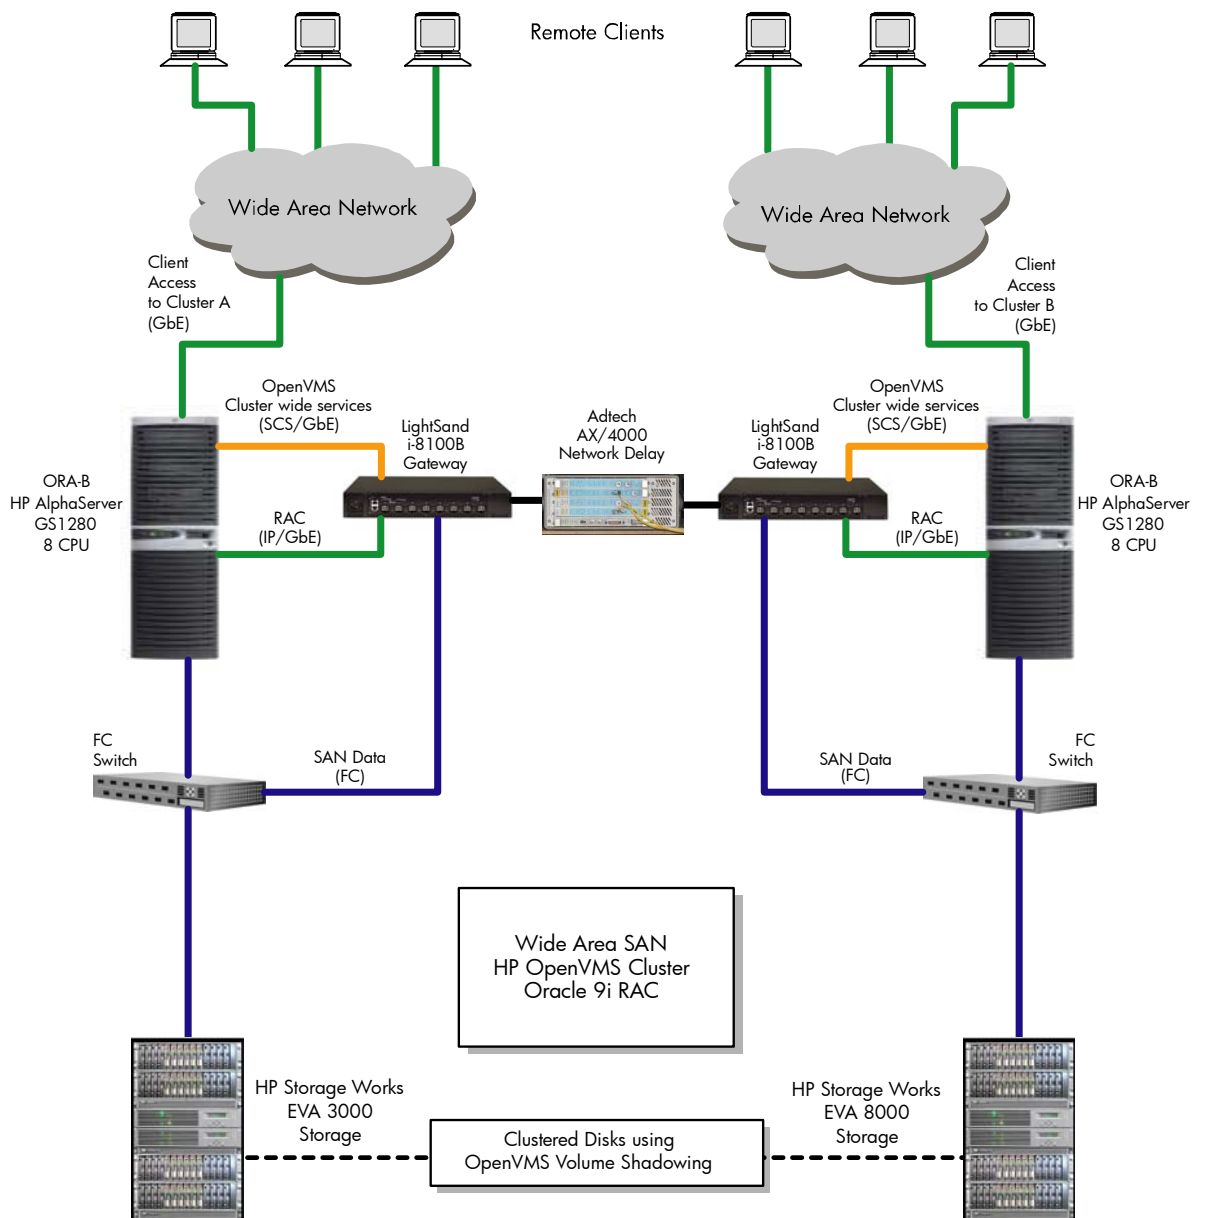 Remote Clients
Wide Area Network
Wide Area Network
Client
Access
to Cluster A
(GbE)
Client
Access
to Cluster B
(GbE)
OpenVMS
Cluster wide services
(SCS/GbE)
LightSand
i-8100B
Gateway
Adtech
AX/4000
Network Delay
LightSand
i-8100B
Gateway
OpenVMS
Cluster wide services
(SCS/GbE)
ORA-B
HP AlphaServer
GS1280
8 CPU
RAC
(IP/GbE)
RAC
(IP/GbE)
ORA-B
HP AlphaServer
GS1280
8 CPU
FC
Switch
SAN Data
(FC)
SAN Data
(FC)
FC
Switch
Wide Area SAN
HP OpenVMS Cluster
Oracle 9i RAC
HP Storage Works
EVA 3000
Storage
Clustered Disks using
OpenVMS Volume Shadowing
HP Storage Works
EVA 8000
Storage